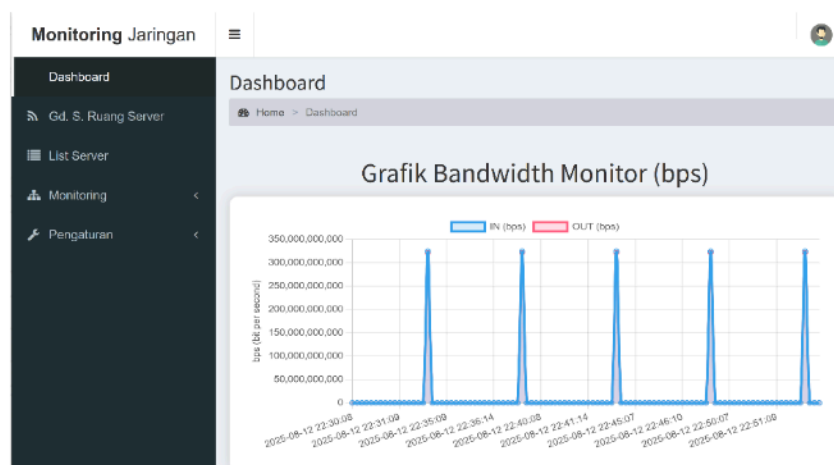 Monitoring Jaringan
Dashboard
Gd. S. Ruang Server
List Server
Monitoring
Pengaturan
Dashboard
Home > Dashboard
Grafik Bandwidth Monitor (bps)
IN (bps) OUT (bps)
bps (bit per second)
350,000,000,000
300,000,000,000
250,000,000,000
200,000,000,000
150,000,000,000
100,000,000,000
50,000,000,000
0
2025-08-12 22:30:08
2025-08-12 22:31:09
2025-08-12 22:35:09
2025-08-12 22:36:14
2025-08-12 22:40:08
2025-08-12 22:41:14
2025-08-12 22:45:07
2025-08-12 22:46:10
2025-08-12 22:50:07
2025-08-12 22:51:09